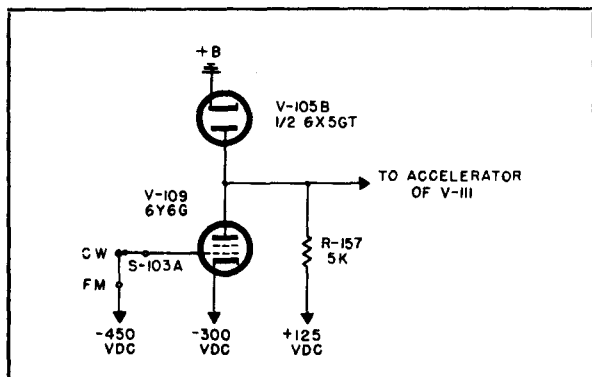 +B
V-105B
1/2 6X5GT
TO ACCELERATOR
OF V-111
V-109
6Y6G
R-157
5K
CW
S-103A
FM
-450
VDC
-300
VDC
+125
VDC